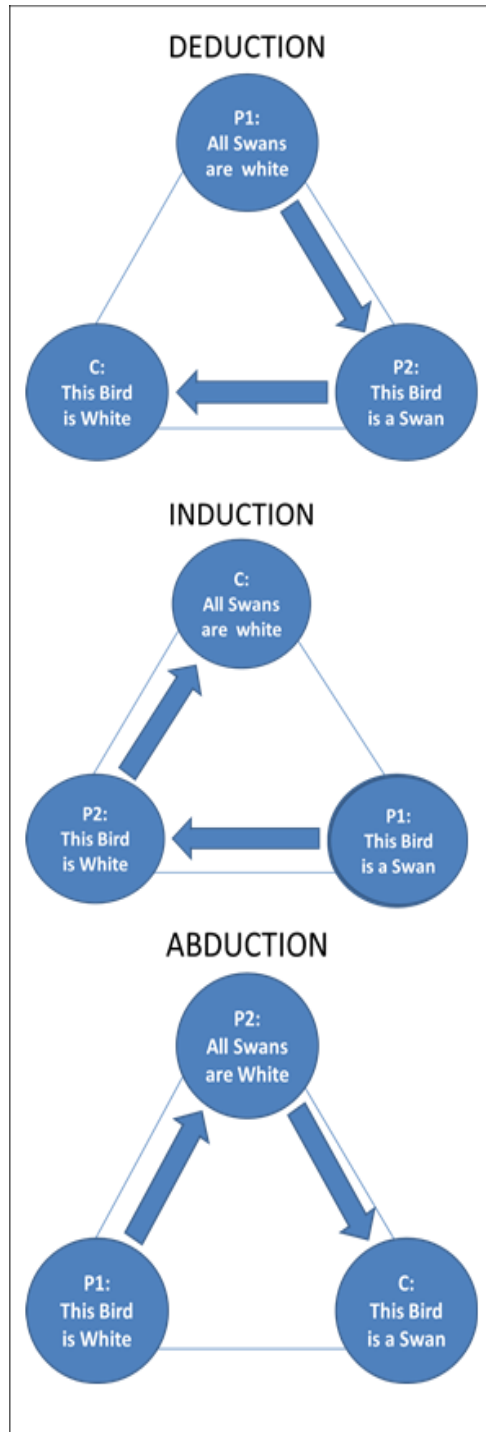 DEDUCTION
P1:
All Swans
are white
C:
This Bird
is White
P2:
This Bird
is a Swan
INDUCTION
C:
All Swans
are white
P2:
This Bird
is White
P1:
This Bird
is a Swan
ABDUCTION
P2:
All Swans
are White
P1:
This Bird
is White
C:
This Bird
is a Swan